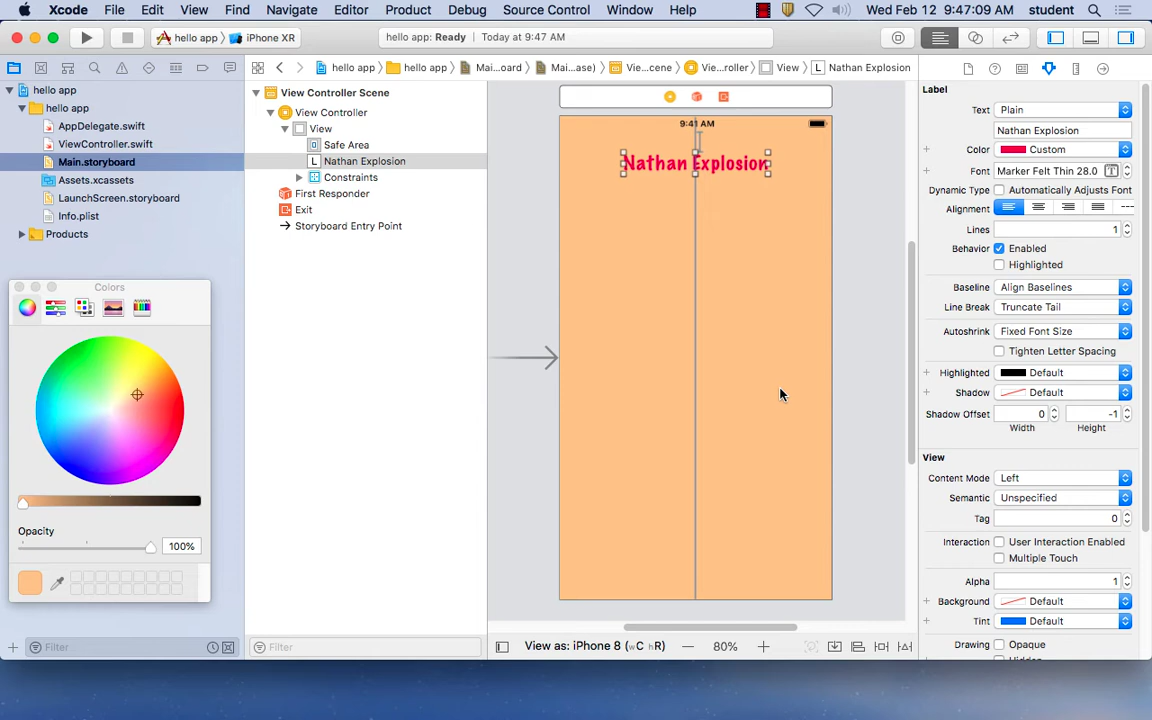 Xcode File Edit View Find Navigate Editor Product Debug Source Control Window Help Wed Feb 12 9:47:09 AM student
hello app iPhone XR hello app: Ready Today at 9:47 AM
hello app hello app Mai...oard Mai...ase) Vie...cene Vie...roller View L Nathan Explosion
hello app
hello app
AppDelegate.swift
ViewController.swift
Main.storyboard
Assets.xcassets
LaunchScreen.storyboard
Info.plist
Products
Colors
Opacity
100%
Filter
View Controller Scene
View Controller
View
Safe Area
L Nathan Explosion
Constraints
First Responder
Exit
Storyboard Entry Point
Filter
9:41 AM
Nathan Explosion
View as: iPhone 8 (wC hR) 80%
Label
Text Plain
Nathan Explosion
Color Custom
Font Marker Felt Thin 28.0 T
Dynamic Type Automatically Adjusts Font
Alignment
Lines 1
Behavior Enabled
Highlighted
Baseline Align Baselines
Line Break Truncate Tail
Autoshrink Fixed Font Size
Tighten Letter Spacing
Highlighted Default
Shadow Default
Shadow Offset 0 -1
Width Height
View
Content Mode Left
Semantic Unspecified
Tag 0
Interaction User Interaction Enabled
Multiple Touch
Alpha 1
Background Default
Tint Default
Drawing Opaque